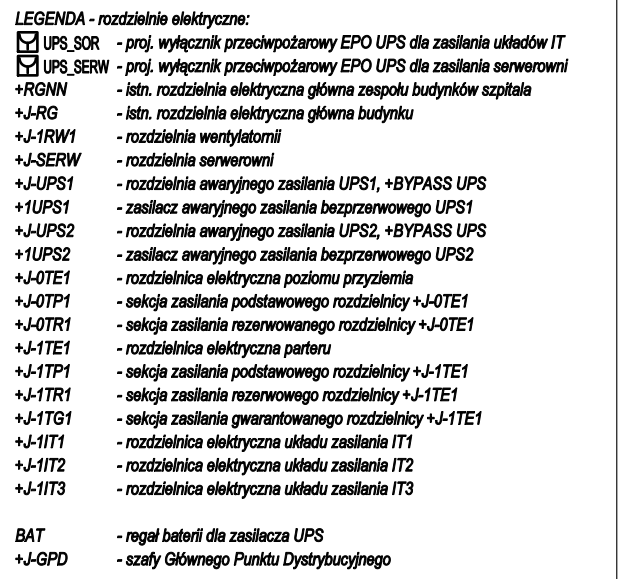 LEGENDA - rozdzielnie elektryczne:
UPS_SOR - proj. wyłącznik przeciwpożarowy EPO UPS dla zasilania układów IT
UPS_SERW - proj. wyłącznik przeciwpożarowy EPO UPS dla zasilania serwerowni
+RGNN - istn. rozdzielnia elektryczna główna zespołu budynków szpitala
+J-RG - istn. rozdzielnia elektryczna główna budynku
+J-1RW1 - rozdzielnia wentylatornii
+J-SERW - rozdzielnia serwerowni
+J-UPS1 - rozdzielnia awaryjnego zasilania UPS1, +BYPASS UPS
+1UPS1 - zasilacz awaryjnego zasilania bezprzerwowego UPS1
+J-UPS2 - rozdzielnia awaryjnego zasilania UPS2, +BYPASS UPS
+1UPS2 - zasilacz awaryjnego zasilania bezprzerwowego UPS2
+J-0TE1 - rozdzielnica elektryczna poziomu przyziemia
+J-0TP1 - sekcja zasilania podstawowego rozdzielnicy +J-0TE1
+J-0TR1 - sekcja zasilania rezerwowanego rozdzielnicy +J-0TE1
+J-1TE1 - rozdzielnica elektryczna parteru
+J-1TP1 - sekcja zasilania podstawowego rozdzielnicy +J-1TE1
+J-1TR1 - sekcja zasilania rezerwowego rozdzielnicy +J-1TE1
+J-1TG1 - sekcja zasilania gwarantowanego rozdzielnicy +J-1TE1
+J-1IT1 - rozdzielnica elektryczna układu zasilania IT1
+J-1IT2 - rozdzielnica elektryczna układu zasilania IT2
+J-1IT3 - rozdzielnica elektryczna układu zasilania IT3
BAT - regał baterii dla zasilacza UPS
+J-GPD - szafy Głównego Punktu Dystrybucyjnego